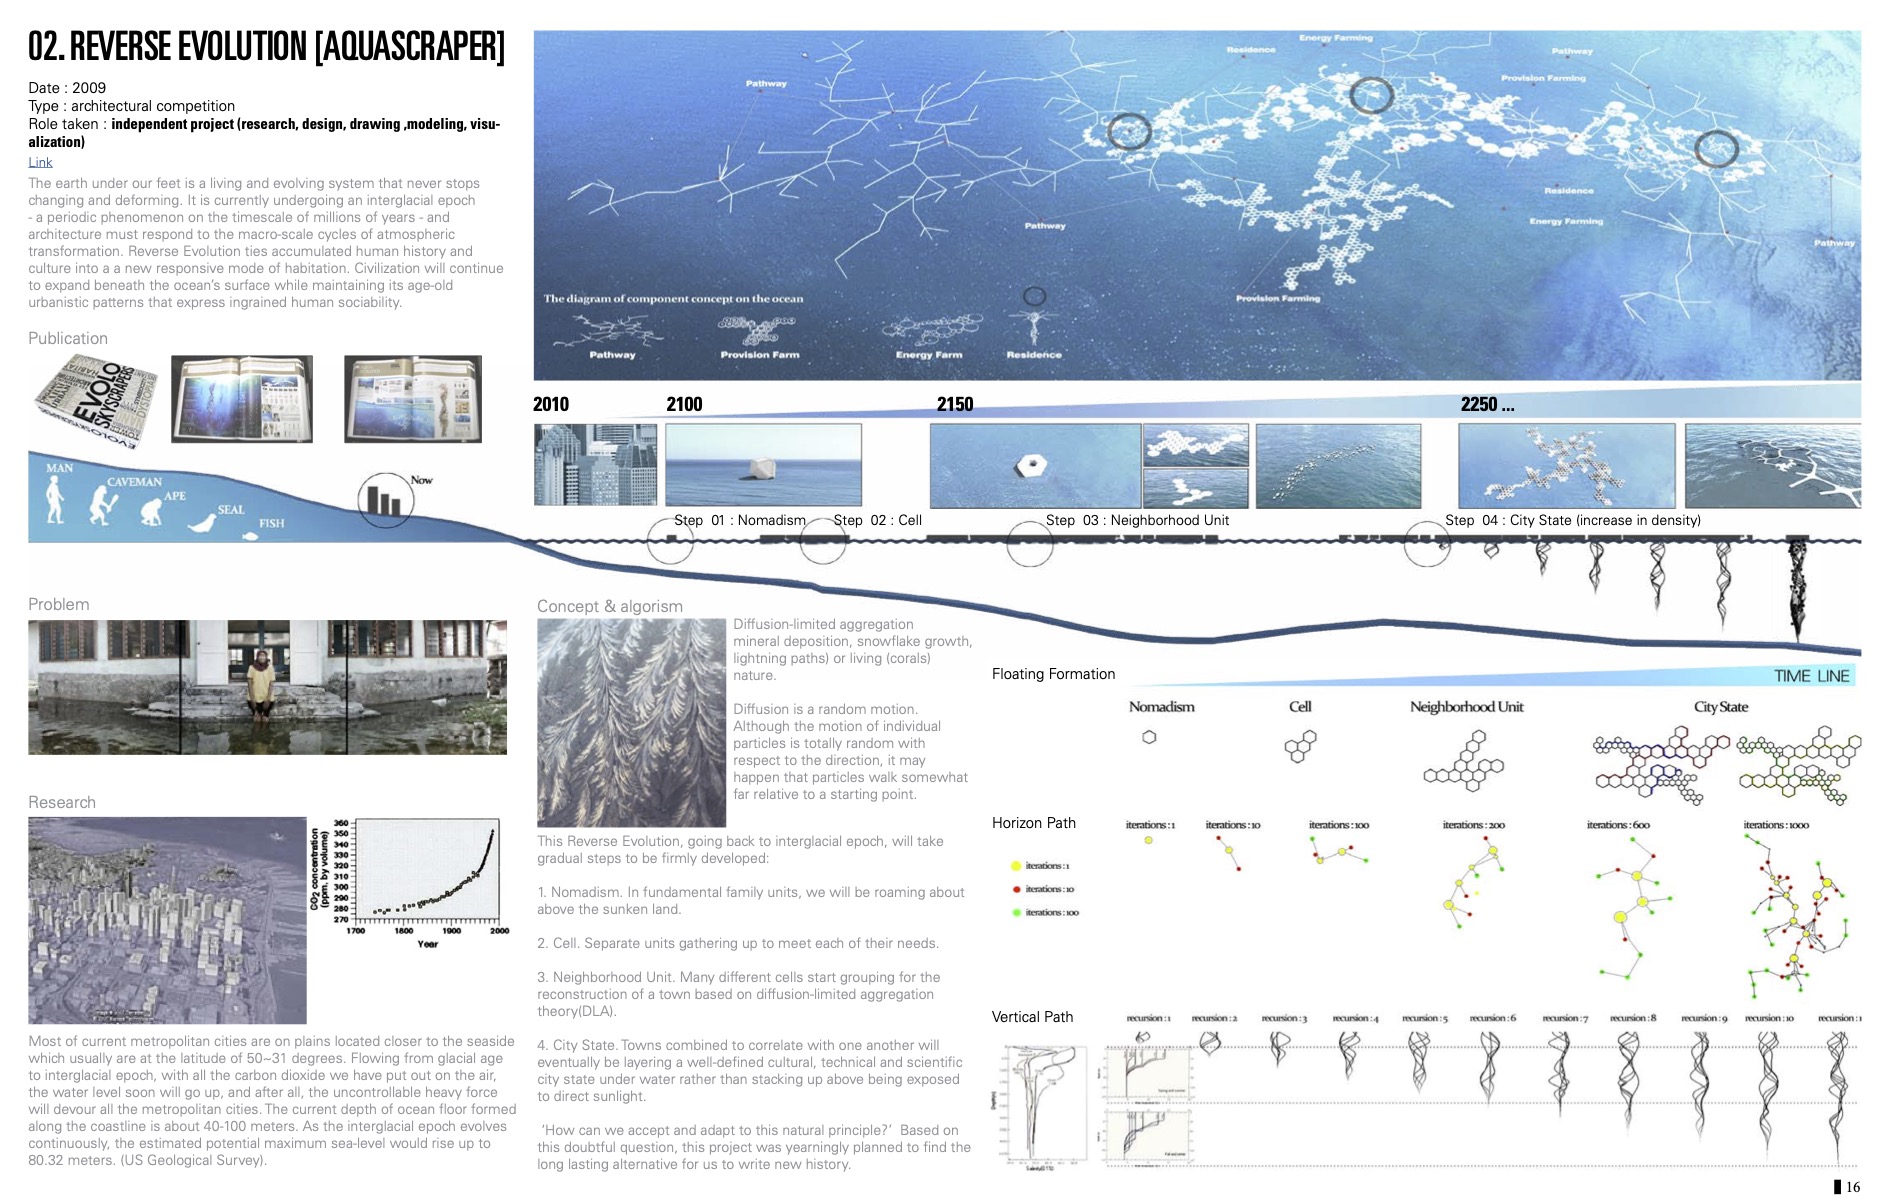 02. REVERSE EVOLUTION [AQUASCRAPER]
Date : 2009
Type : architectural competition
Role taken : independent project (research, design, drawing ,modeling, visu-
alization)
Link
The earth under our feet is a living and evolving system that never stops
changing and deforming. It is currently undergoing an interglacial epoch
- a periodic phenomenon on the timescale of millions of years - and
architecture must respond to the macro-scale cycles of atmospheric
transformation. Reverse Evolution ties accumulated human history and
culture into a a new responsive mode of habitation. Civilization will continue
to expand beneath the ocean's surface while maintaining its age-old
urbanistic patterns that express ingrained human sociability.
Publication
EVOLO
SKYSCRAPERS
MAN
CAVEMAN
APE
SEAL
FISH
Now
Pathway
Residence
Energy Farming
Pathway
Provision Farming
Residence
Energy Farming
Pathway
Pathway
Provision Farming
The diagram of component concept on the ocean
Pathway
Provision Farm
Energy Farm
Residence
2010
2100
2150
2250 ...
Step 01 : Nomadism
Step 02 : Cell
Step 03 : Neighborhood Unit
Step 04 : City State (increase in density)
Problem
Research
CO2 concentration
(ppm. by volume)
360
350
340
330
320
310
300
290
280
270
1700
1800
1900
2000
Year
Most of current metropolitan cities are on plains located closer to the seaside
which usually are at the latitude of 50~31 degrees. Flowing from glacial age
to interglacial epoch, with all the carbon dioxide we have put out on the air,
the water level soon will go up, and after all, the uncontrollable heavy force
will devour all the metropolitan cities. The current depth of ocean floor formed
along the coastline is about 40-100 meters. As the interglacial epoch evolves
continuously, the estimated potential maximum sea-level would rise up to
80.32 meters. (US Geological Survey).
Concept & algorism
Diffusion-limited aggregation
mineral deposition, snowflake growth,
lightning paths) or living (corals)
nature.
Diffusion is a random motion.
Although the motion of individual
particles is totally random with
respect to the direction, it may
happen that particles walk somewhat
far relative to a starting point.
This Reverse Evolution, going back to interglacial epoch, will take
gradual steps to be firmly developed:
1. Nomadism. In fundamental family units, we will be roaming about
above the sunken land.
2. Cell. Separate units gathering up to meet each of their needs.
3. Neighborhood Unit. Many different cells start grouping for the
reconstruction of a town based on diffusion-limited aggregation
theory(DLA).
4. City State. Towns combined to correlate with one another will
eventually be layering a well-defined cultural, technical and scientific
city state under water rather than stacking up above being exposed
to direct sunlight.
'How can we accept and adapt to this natural principle?' Based on
this doubtful question, this project was yearningly planned to find the
long lasting alternative for us to write new history.
Floating Formation
TIME LINE
Nomadism
Cell
Neighborhood Unit
City State
Horizon Path
iterations : 1
iterations : 10
iterations : 100
iterations : 200
iterations : 600
iterations : 1000
iterations : 1
iterations : 10
iterations : 100
Vertical Path
recursion : 1
recursion : 2
recursion : 3
recursion : 4
recursion : 5
recursion : 6
recursion : 7
recursion : 8
recursion : 9
recursion : 10
recursion : 1
16